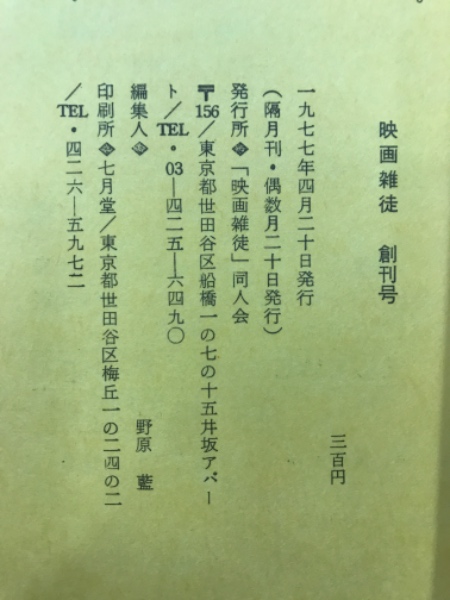 映画雑徒 創刊号
三百円
一九七七年四月二十日発行
(隔月刊・偶数月二十日発行)
発行所❖「映画雑徒」同人会
〒156/東京都世田谷区船橋一の七の十五井坂アパー
ト/TEL・03―四二五―六四九〇
編集人❖ 野原 藍
印刷所❖七月堂/東京都世田谷区梅丘一の二四の二
/TEL・四二六―五九七二